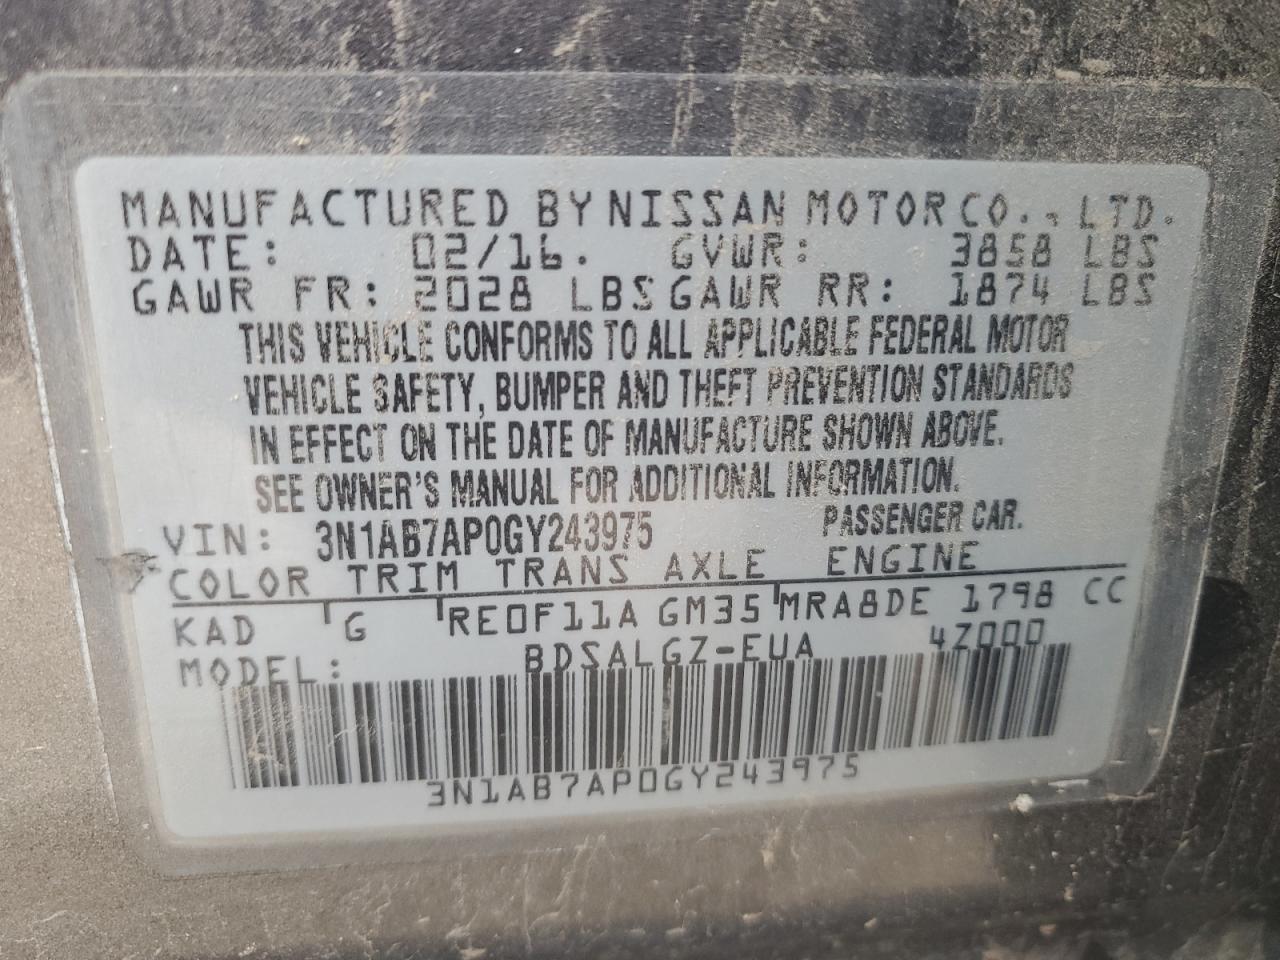 MANUFACTURED BY NISSAN MOTOR CO., LTD.
DATE: 02/16. GVWR: 3858 LBS
GAWR FR: 2028 LBS GAWR RR: 1874 LBS
THIS VEHICLE CONFORMS TO ALL APPLICABLE FEDERAL MOTOR
VEHICLE SAFETY, BUMPER AND THEFT PREVENTION STANDARDS
IN EFFECT ON THE DATE OF MANUFACTURE SHOWN ABOVE.
SEE OWNER'S MANUAL FOR ADDITIONAL INFORMATION.
VIN: 3N1AB7AP0GY243975 PASSENGER CAR.
COLOR TRIM TRANS AXLE ENGINE
KAD G RE0F11A GM35 MRA8DE 1798 CC
MODEL: BDSALGZ-EUA 4Z000
3N1AB7AP0GY243975